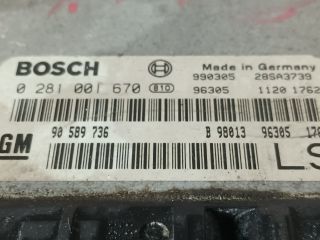 BOSCH Made in Germany
990305 28SA3739
0 281 001 670 B10 96305 1120 1762
GM 90 589 736 B 98013 96305
LS